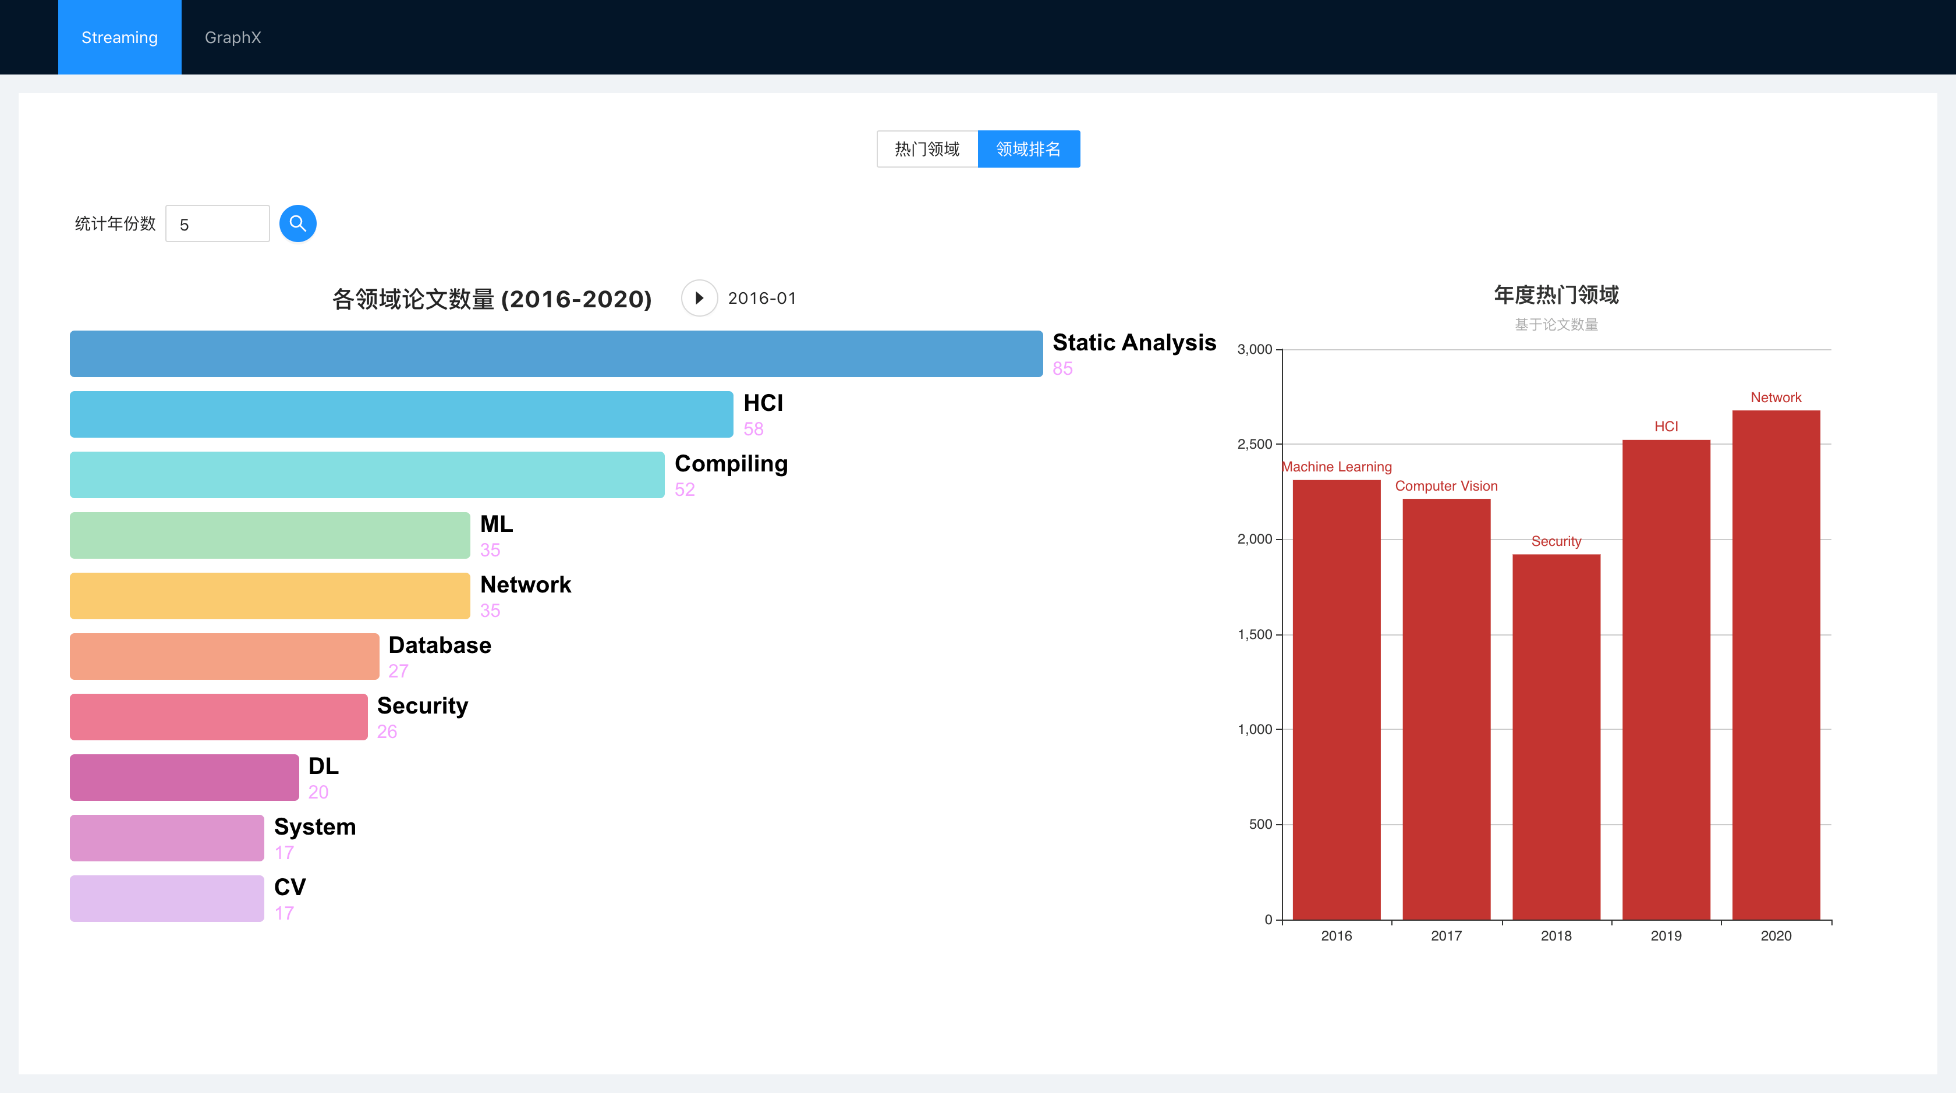 Streaming
GraphX
热门领域
领域排名
统计年份数
5
各领域论文数量 (2016-2020)
2016-01
Static Analysis
85
HCI
58
Compiling
52
ML
35
Network
35
Database
27
Security
26
DL
20
System
17
CV
17
年度热门领域
基于论文数量
3,000
2,500
2,000
1,500
1,000
500
0
Machine Learning
Computer Vision
Security
HCI
Network
2016
2017
2018
2019
2020